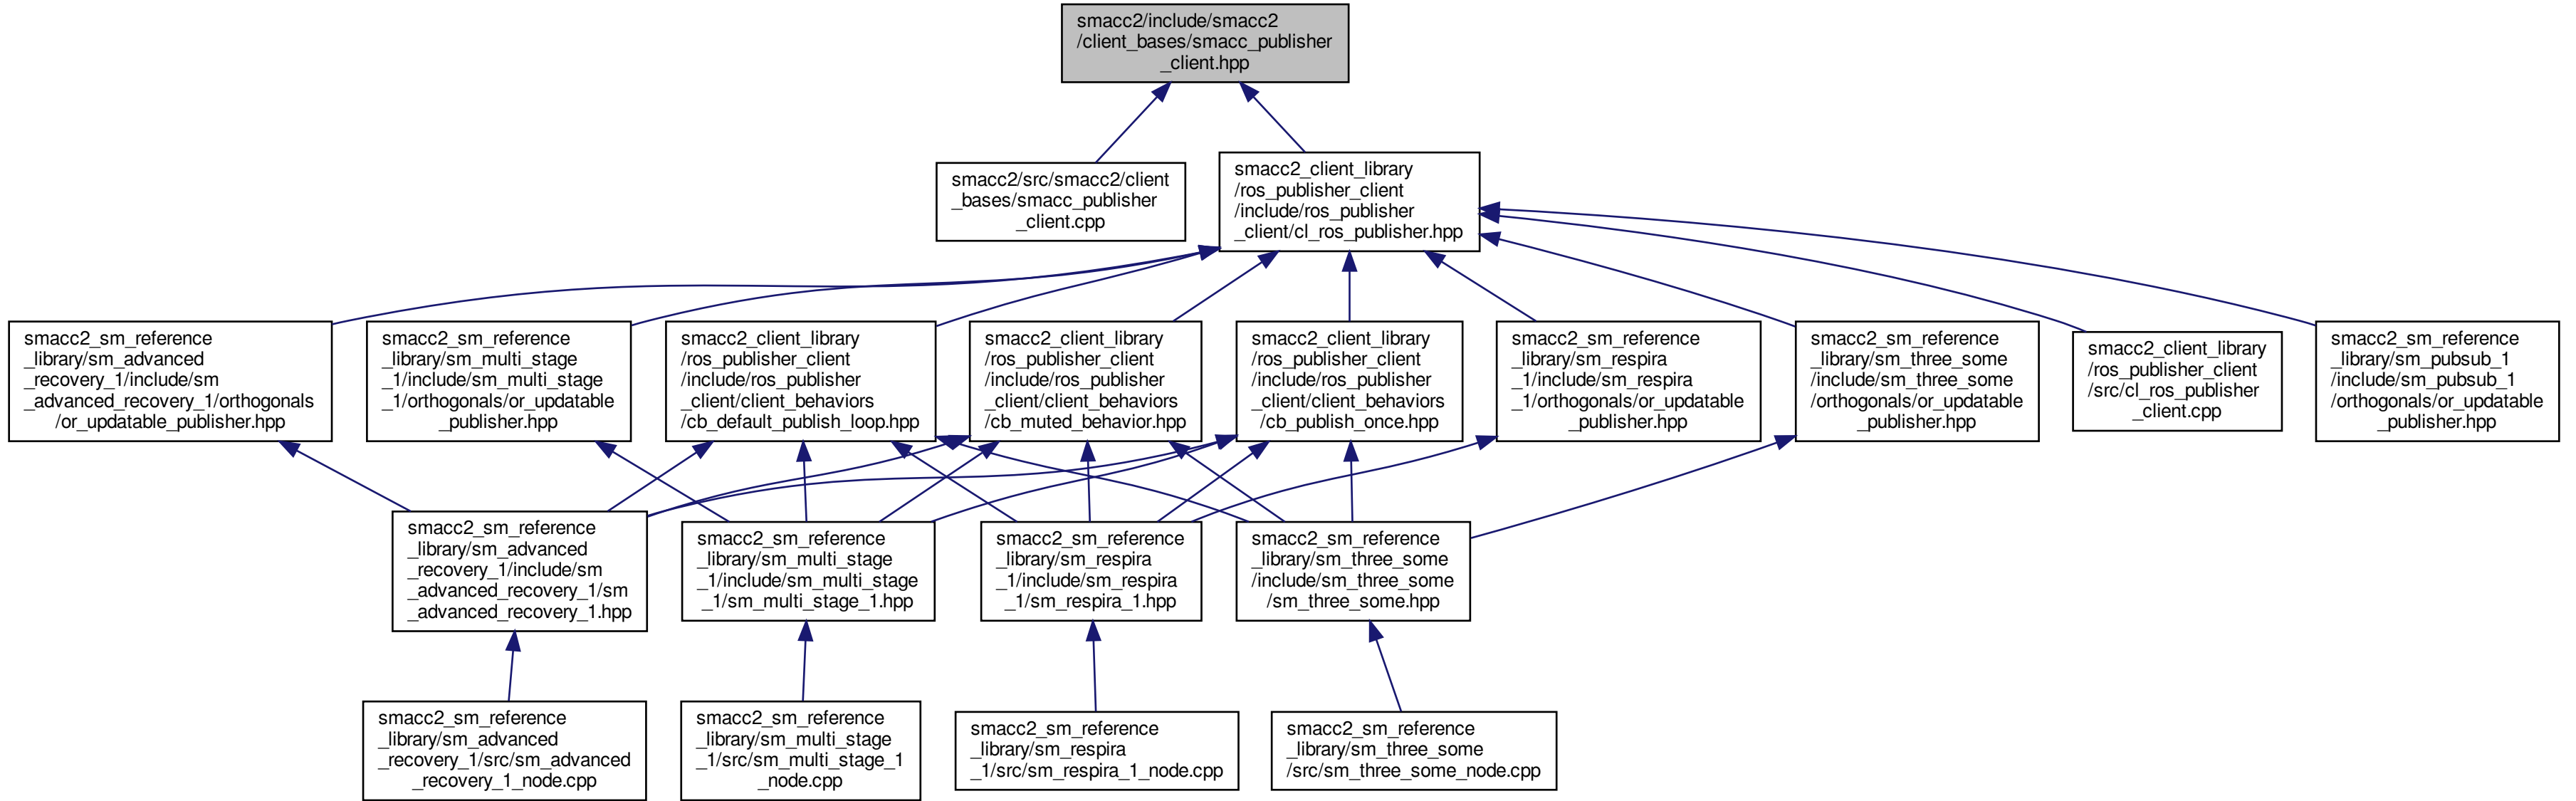 smacc2/include/smacc2
/client_bases/smacc_publisher
_client.hpp
smacc2/src/smacc2/client
_bases/smacc_publisher
_client.cpp
smacc2_client_library
/ros_publisher_client
/include/ros_publisher
_client/cl_ros_publisher.hpp
smacc2_sm_reference
_library/sm_advanced
_recovery_1/include/sm
_advanced_recovery_1/orthogonals
/or_updatable_publisher.hpp
smacc2_sm_reference
_library/sm_multi_stage
_1/include/sm_multi_stage
_1/orthogonals/or_updatable
_publisher.hpp
smacc2_client_library
/ros_publisher_client
/include/ros_publisher
_client/client_behaviors
/cb_default_publish_loop.hpp
smacc2_client_library
/ros_publisher_client
/include/ros_publisher
_client/client_behaviors
/cb_muted_behavior.hpp
smacc2_client_library
/ros_publisher_client
/include/ros_publisher
_client/client_behaviors
/cb_publish_once.hpp
smacc2_sm_reference
_library/sm_respira
_1/include/sm_respira
_1/orthogonals/or_updatable
_publisher.hpp
smacc2_sm_reference
_library/sm_three_some
/include/sm_three_some
/orthogonals/or_updatable
_publisher.hpp
smacc2_client_library
/ros_publisher_client
/src/cl_ros_publisher
_client.cpp
smacc2_sm_reference
_library/sm_pubsub_1
/include/sm_pubsub_1
/orthogonals/or_updatable
_publisher.hpp
smacc2_sm_reference
_library/sm_advanced
_recovery_1/include/sm
_advanced_recovery_1/sm
_advanced_recovery_1.hpp
smacc2_sm_reference
_library/sm_multi_stage
_1/include/sm_multi_stage
_1/sm_multi_stage_1.hpp
smacc2_sm_reference
_library/sm_respira
_1/include/sm_respira
_1/sm_respira_1.hpp
smacc2_sm_reference
_library/sm_three_some
/include/sm_three_some
/sm_three_some.hpp
smacc2_sm_reference
_library/sm_advanced
_recovery_1/src/sm_advanced
_recovery_1_node.cpp
smacc2_sm_reference
_library/sm_multi_stage
_1/src/sm_multi_stage_1
_node.cpp
smacc2_sm_reference
_library/sm_respira
_1/src/sm_respira_1_node.cpp
smacc2_sm_reference
_library/sm_three_some
/src/sm_three_some_node.cpp